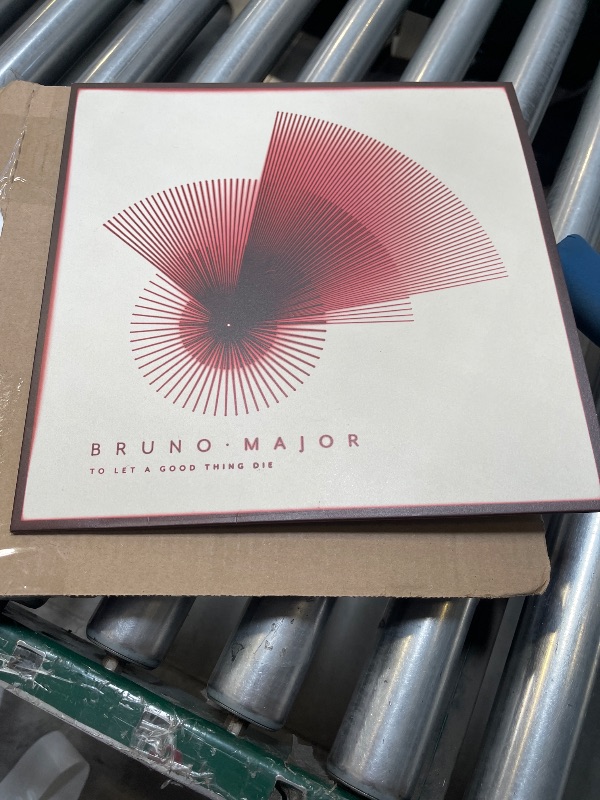 BRUNO · MAJOR
TO LET A GOOD THING DIE